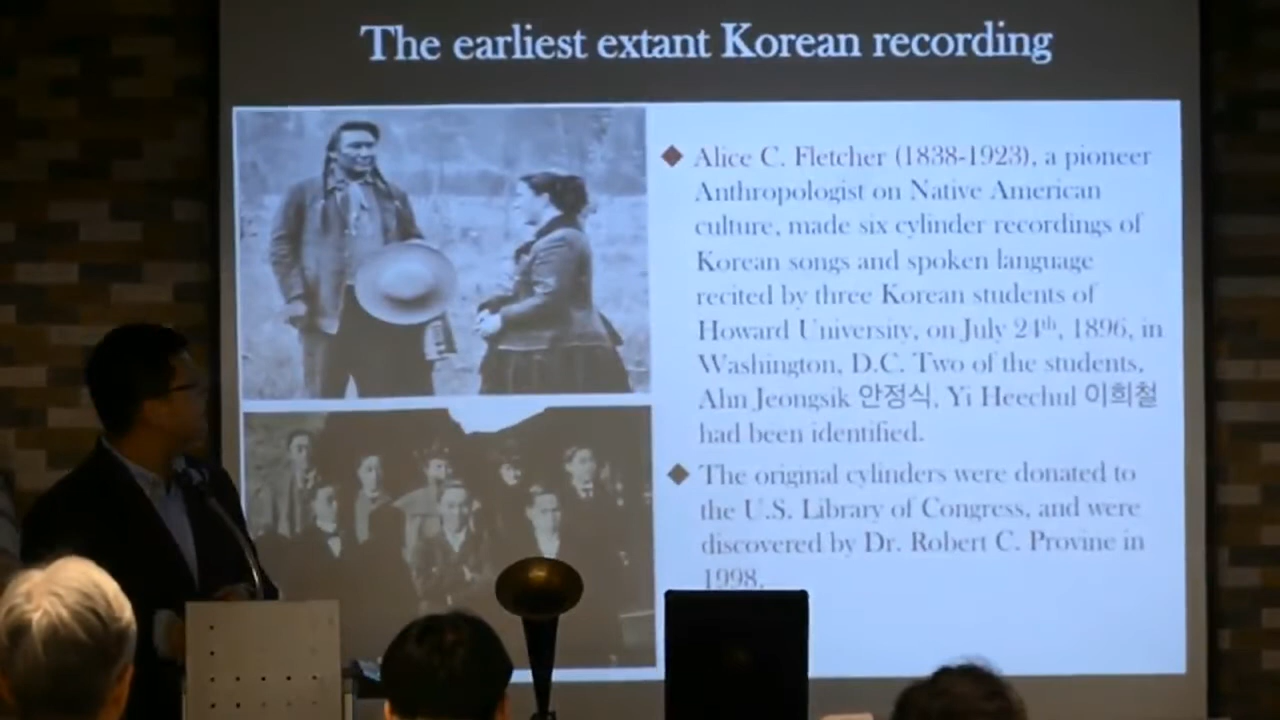 The earliest extant Korean recording
Alice C. Fletcher (1838-1923), a pioneer
Anthropologist on Native American
culture, made six cylinder recordings of
Korean songs and spoken language
recited by three Korean students of
Howard University, on July 24th, 1896, in
Washington, D.C. Two of the students,
Ahn Jeongsik 안정식, Yi Heechul 이희철
had been identified.
The original cylinders were donated to
the U.S. Library of Congress, and were
discovered by Dr. Robert C. Provine in
1998.